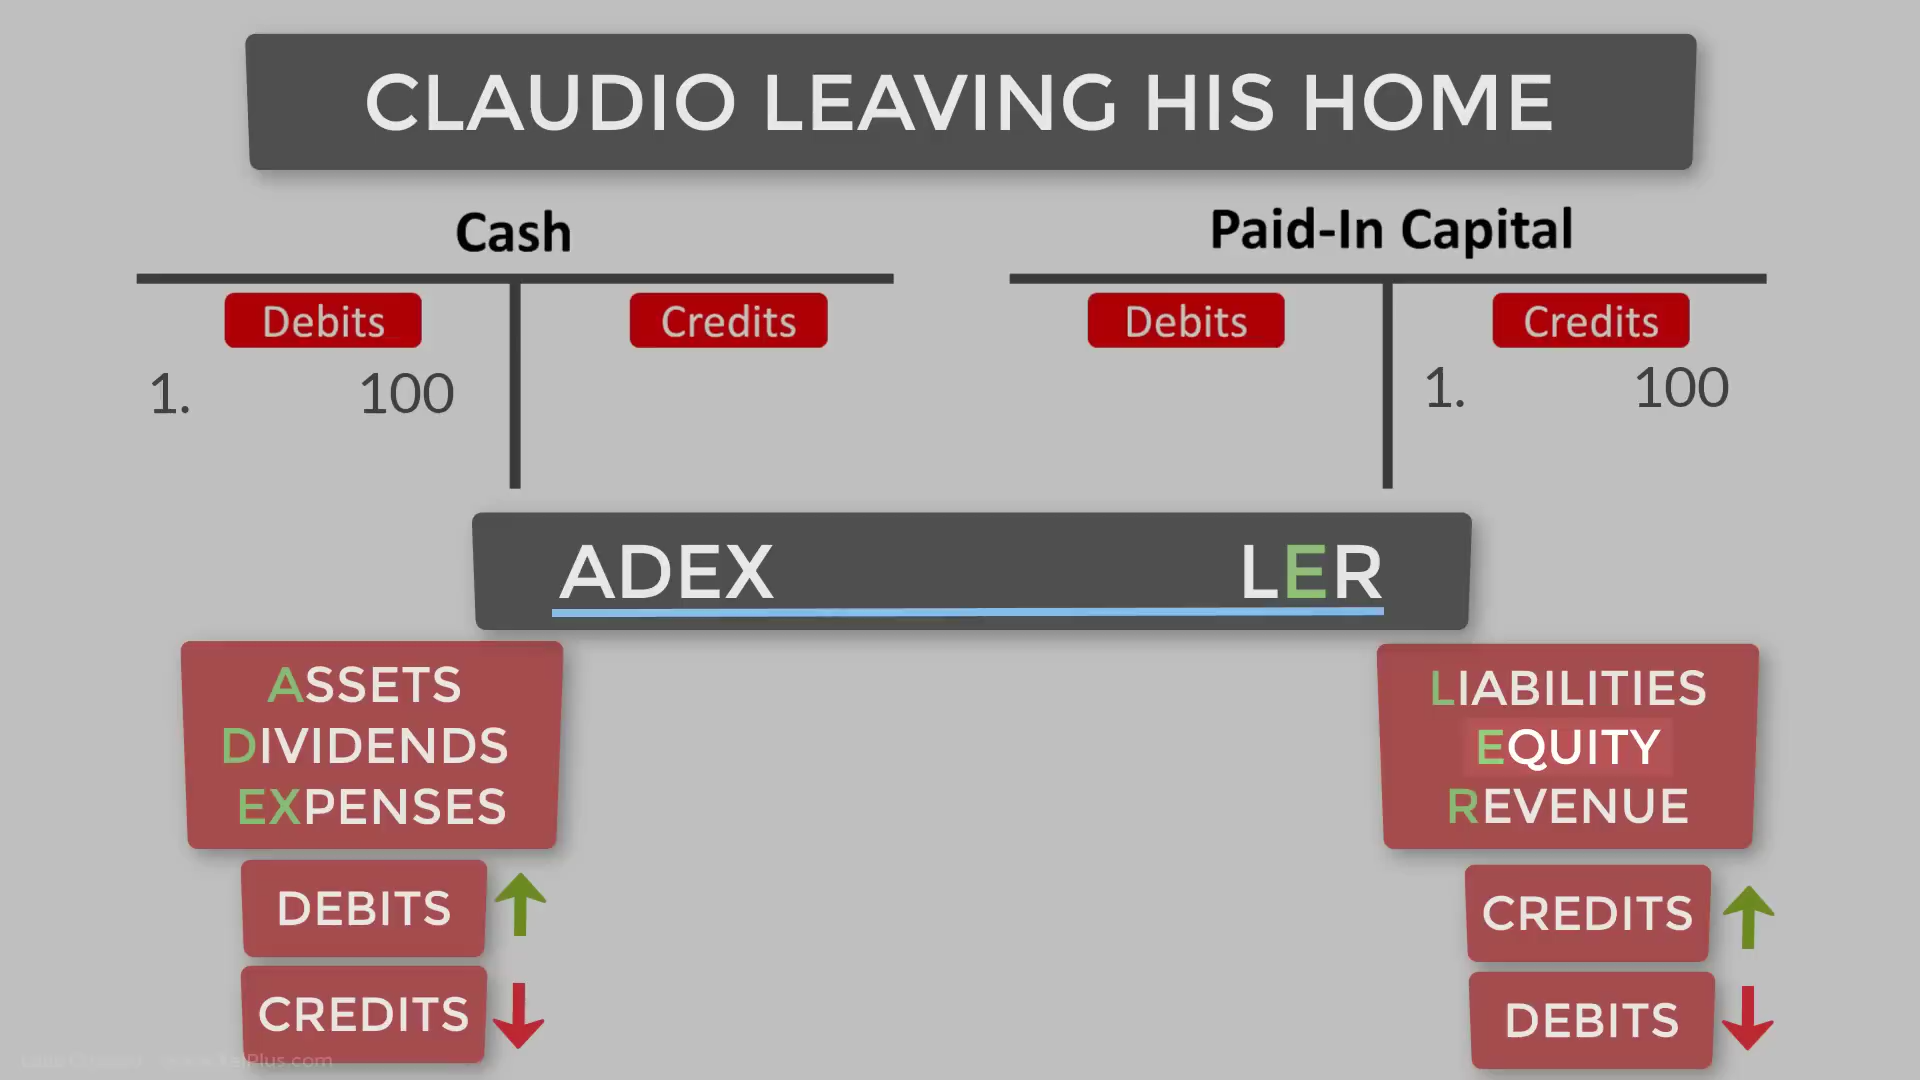 CLAUDIO LEAVING HIS HOME
Cash
Paid-In Capital
Debits
Credits
Debits
Credits
1. 100
1. 100
ADEX LER
ASSETS
DIVIDENDS
EXPENSES
LIABILITIES
EQUITY
REVENUE
DEBITS
CREDITS
CREDITS
DEBITS